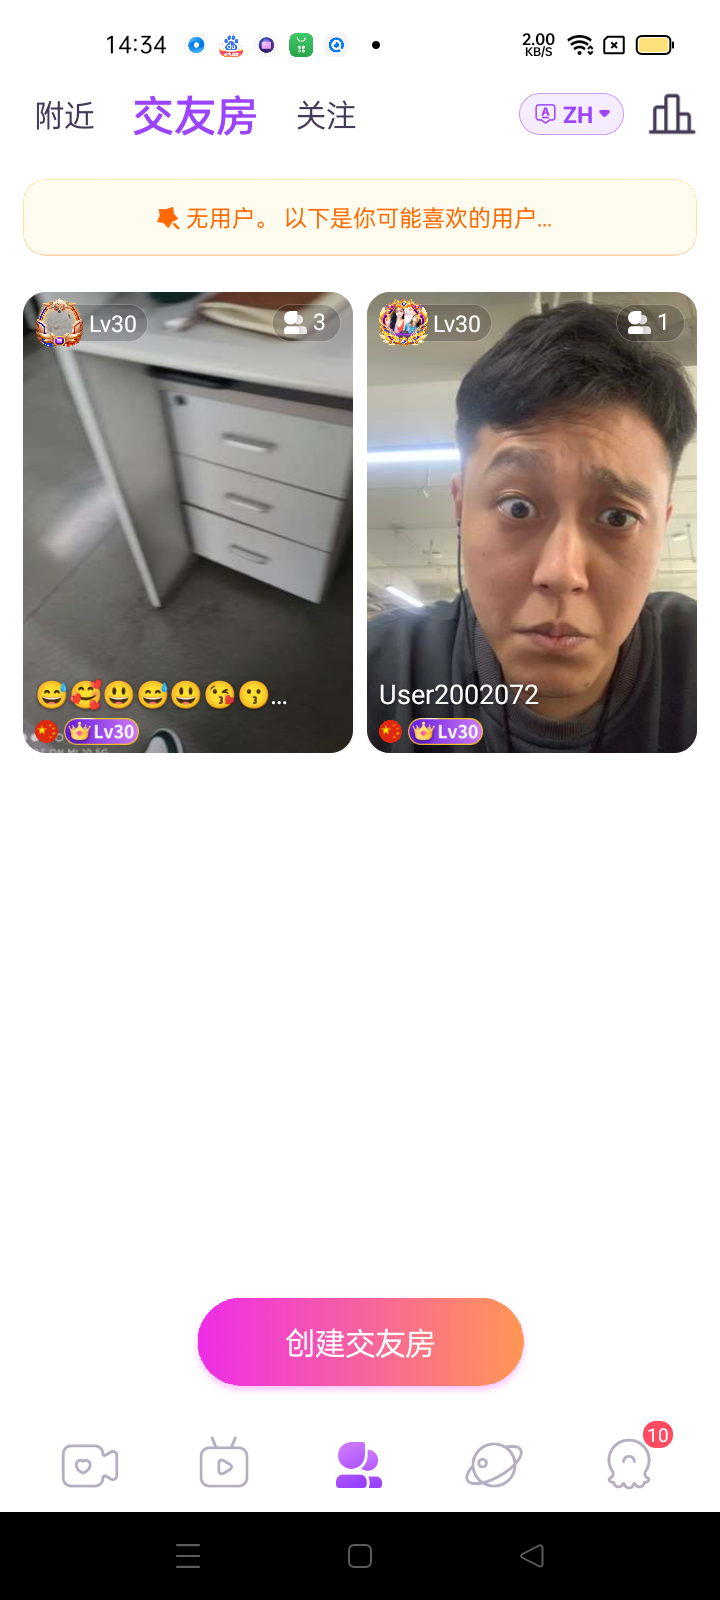 14:34
2.00
KB/S
附近 交友房 关注
ZH
无用户。 以下是你可能喜欢的用户...
Lv30
3
Lv30
1
😅🥰😃😅😃😘😗...
User2002072
Lv30
Lv30
创建交友房
10